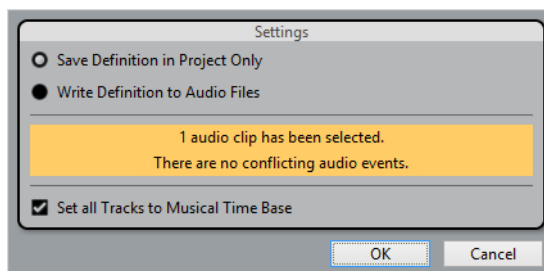 Settings
Save Definition in Project Only
Write Definition to Audio Files
1 audio clip has been selected.
There are no conflicting audio events.
Set all Tracks to Musical Time Base
OK
Cancel